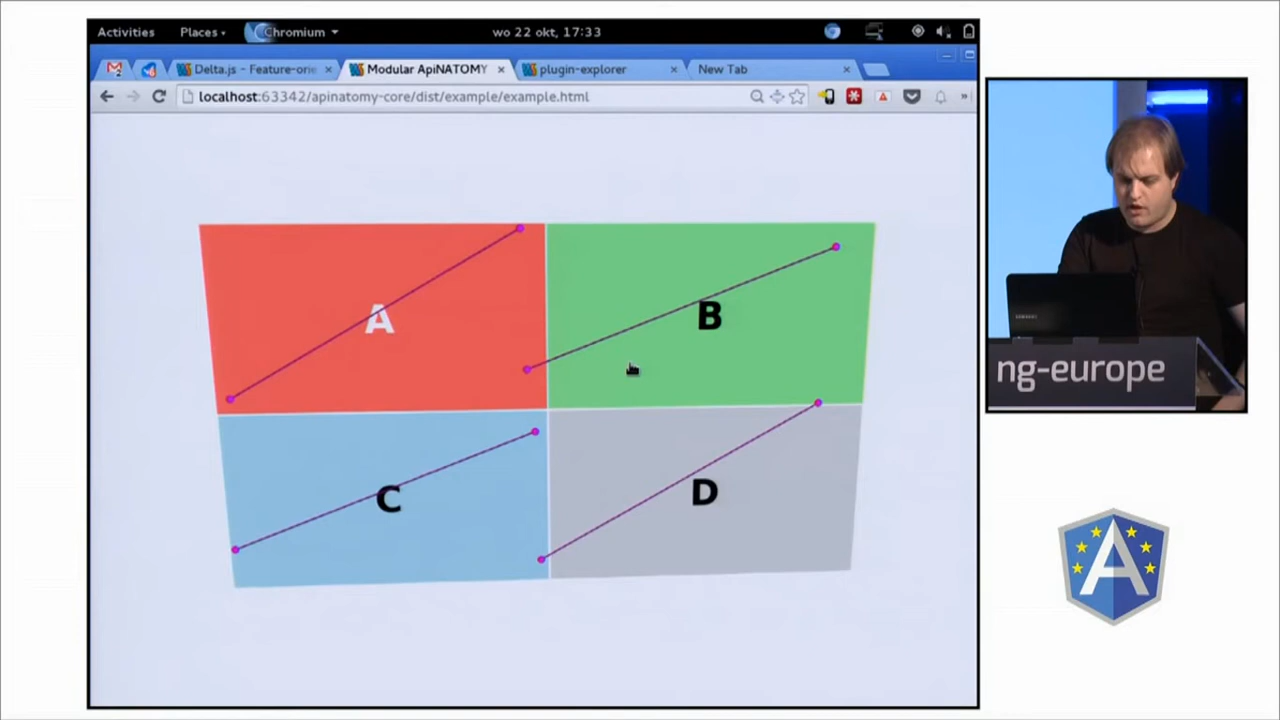 Activities Places Chromium wo 22 okt, 17:33
Delta.js - Feature-orie Modular ApiNATOMY plugin-explorer New Tab
localhost:63342/apinatomy-core/dist/example/example.html
A B
C D
ng-europe
A